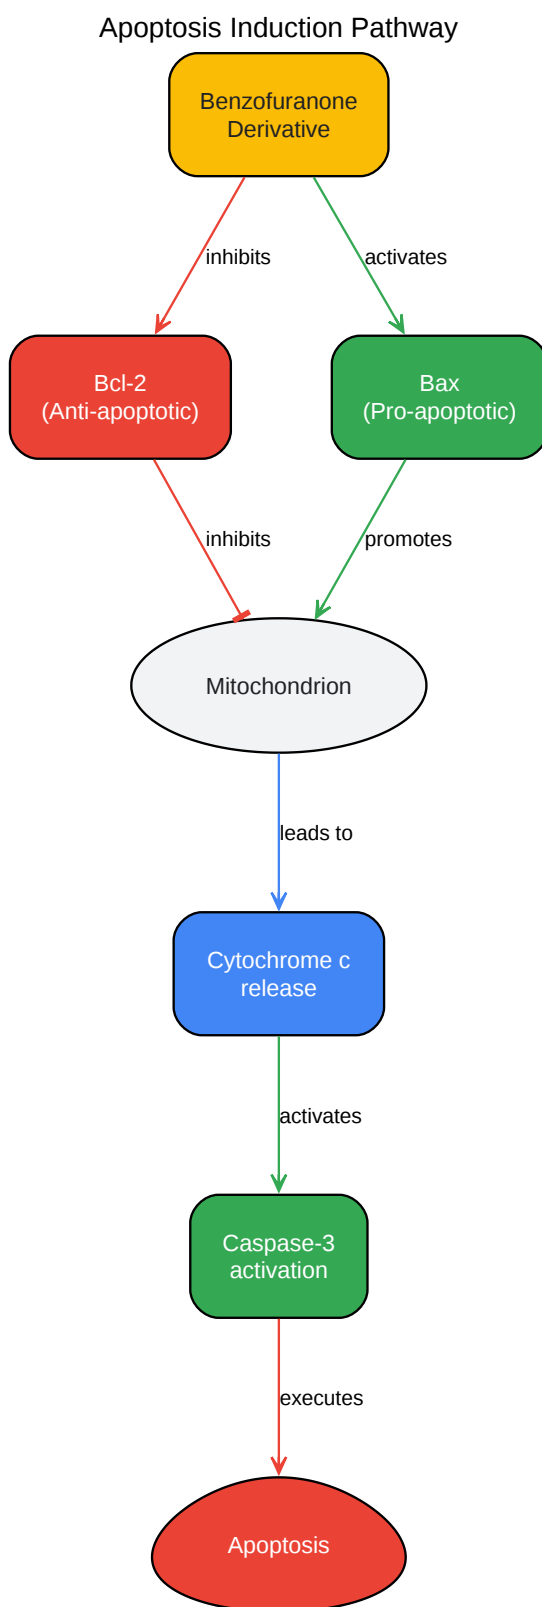 Apoptosis Induction Pathway
Benzofuranone
Derivative
inhibits
activates
Bcl-2
(Anti-apoptotic)
Bax
(Pro-apoptotic)
inhibits
promotes
Mitochondrion
leads to
Cytochrome c
release
activates
Caspase-3
activation
executes
Apoptosis